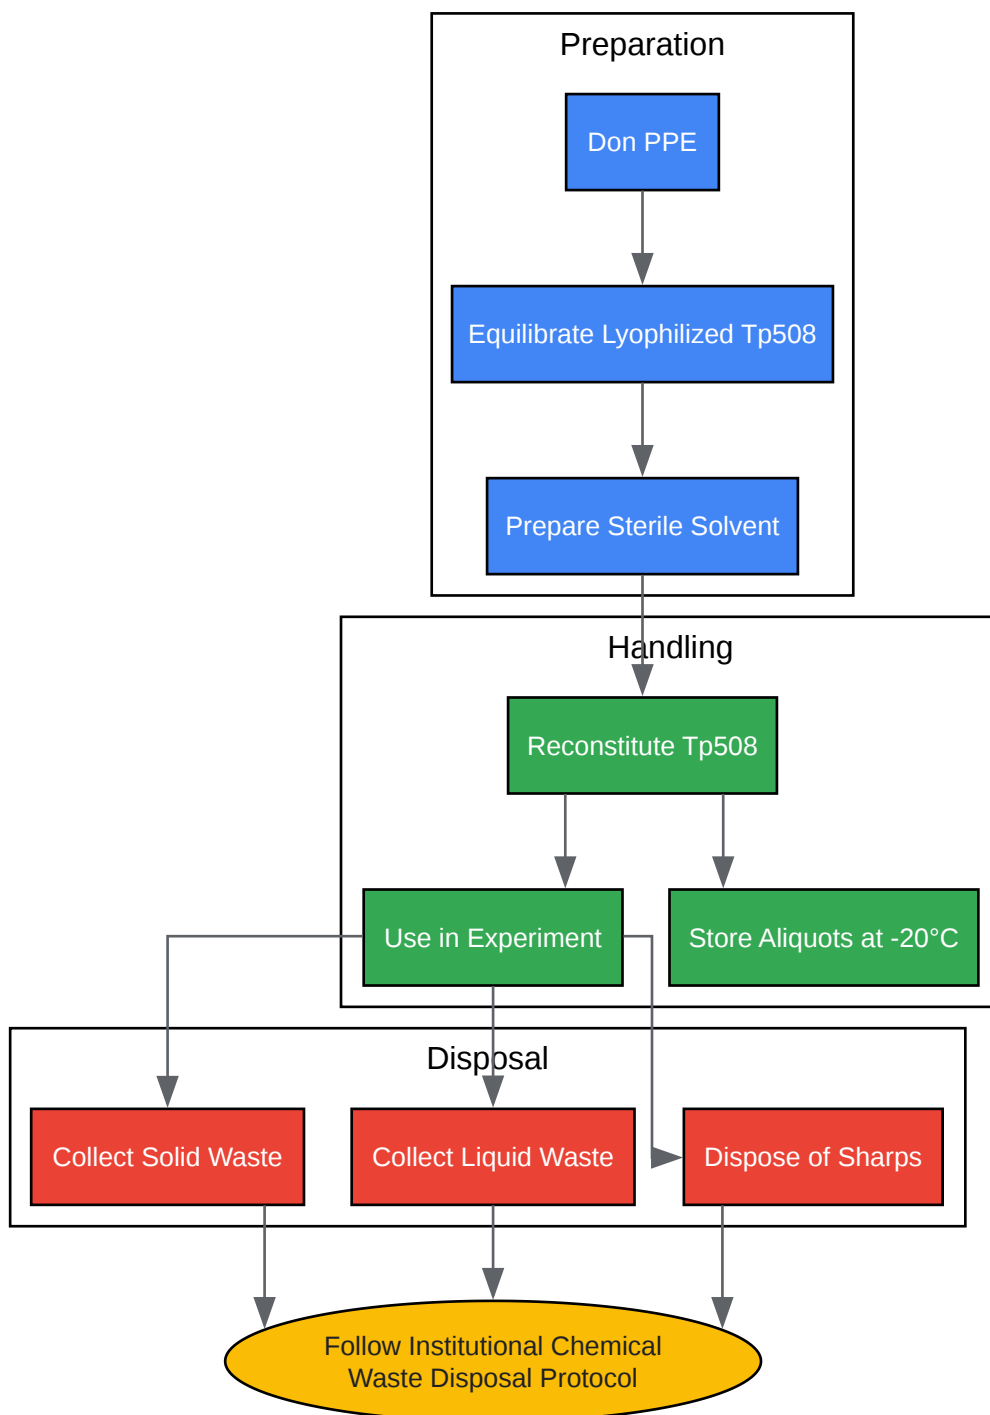 Preparation
Don PPE
Equilibrate Lyophilized Tp508
Prepare Sterile Solvent
Handling
Reconstitute Tp508
Use in Experiment
Store Aliquots at -20°C
Disposal
Collect Solid Waste
Collect Liquid Waste
Dispose of Sharps
Follow Institutional Chemical
Waste Disposal Protocol